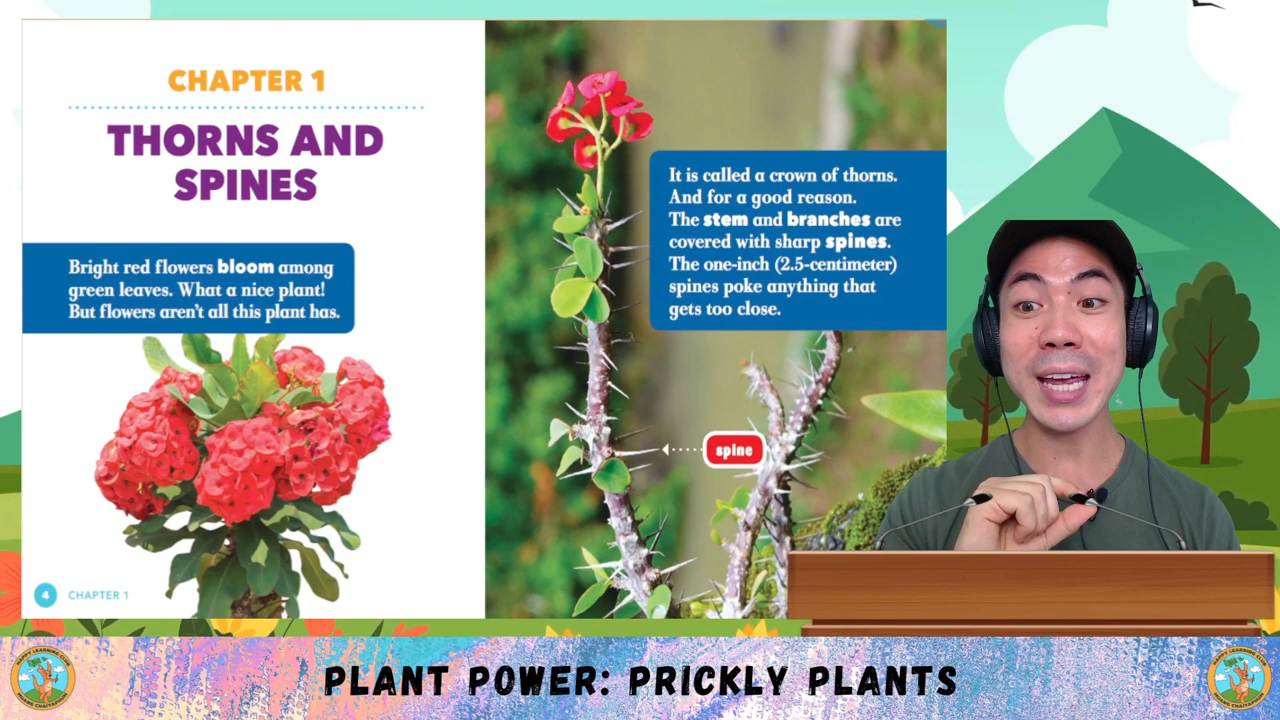 CHAPTER 1
THORNS AND
SPINES
Bright red flowers bloom among
green leaves. What a nice plant!
But flowers aren't all this plant has.
4 CHAPTER 1
It is called a crown of thorns.
And for a good reason.
The stem and branches are
covered with sharp spines.
The one-inch (2.5-centimeter)
spines poke anything that
gets too close.
spine
PLANT POWER: PRICKLY PLANTS